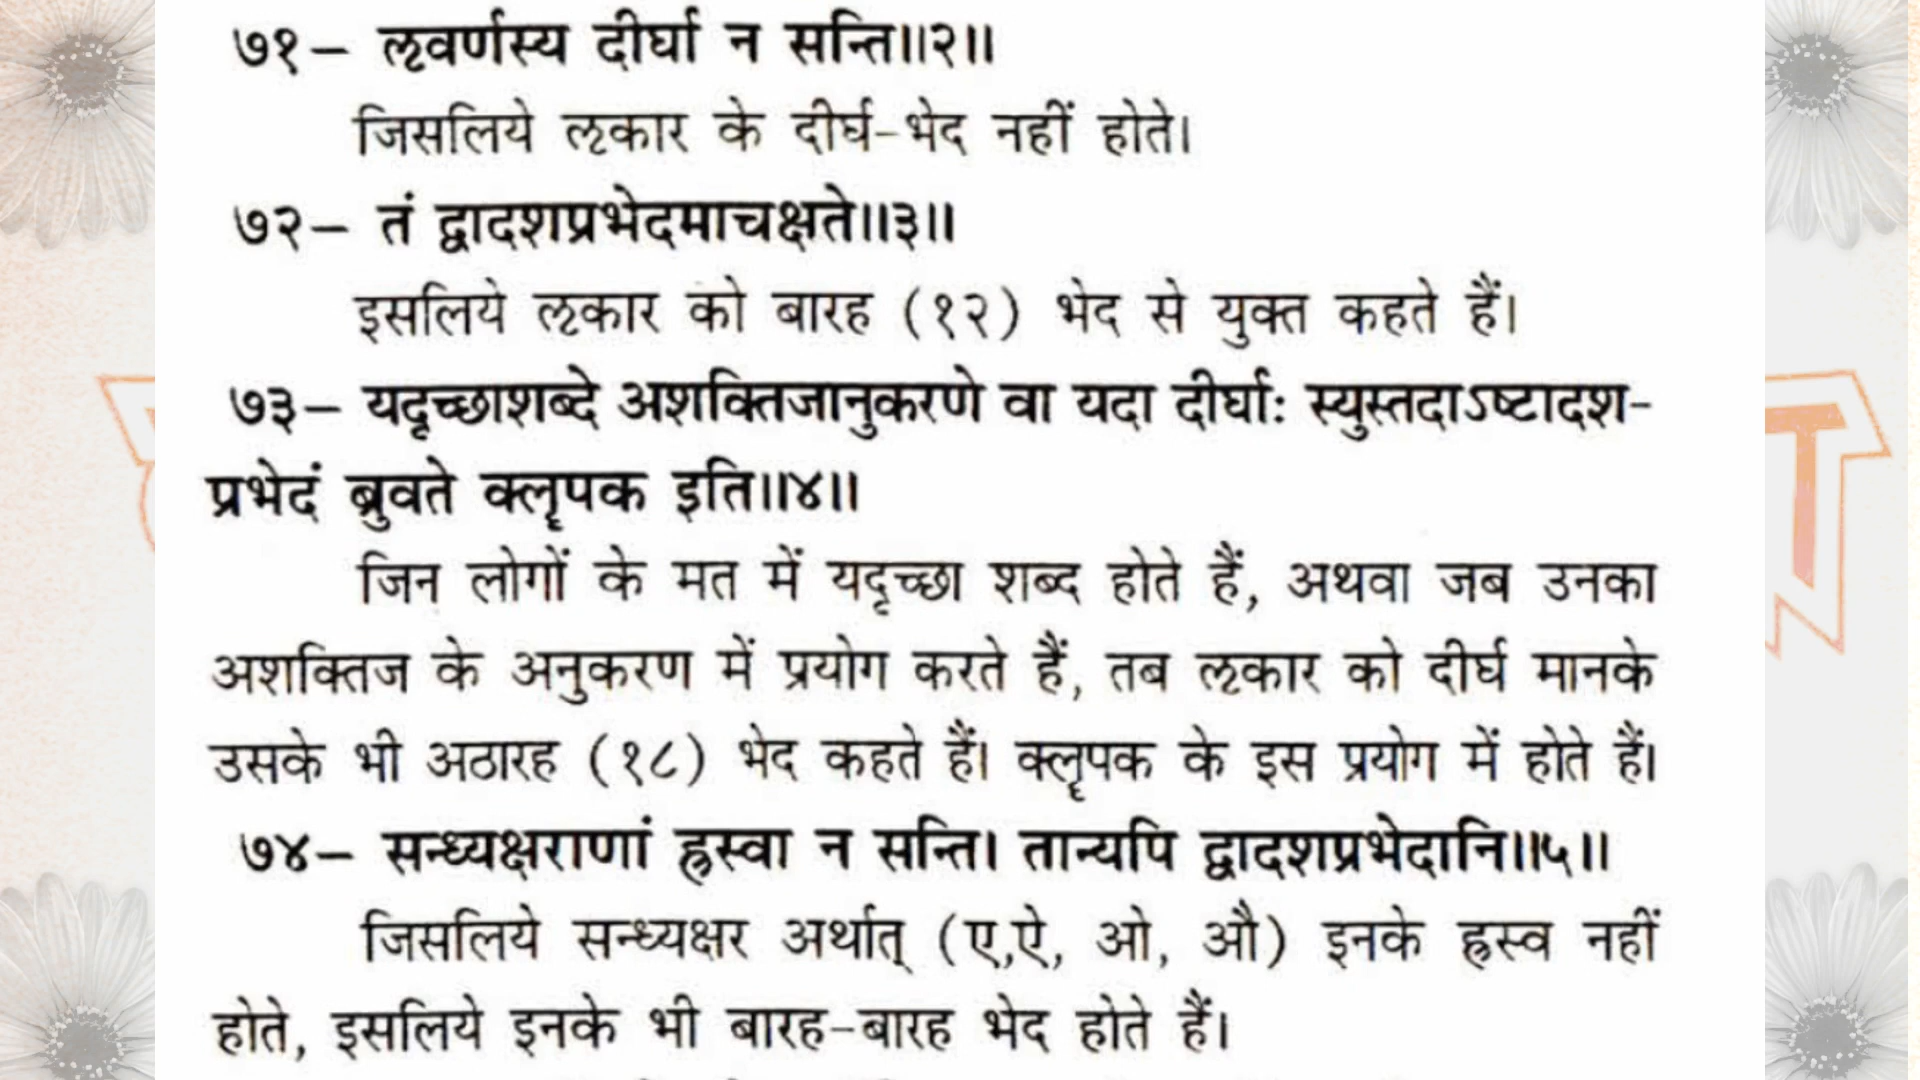 ७१— ऌवर्णस्य दीर्घा न सन्ति॥२॥
जिसलिये ऌकार के दीर्घ-भेद नहीं होते।
७२— तं द्वादशप्रभेदमाचक्षते॥३॥
इसलिये ऌकार को बारह (१२) भेद से युक्त कहते हैं।
७३— यदृच्छाशब्दे अशक्तिजानुकरणे वा यदा दीर्घाः स्युस्तदाऽष्टादश-
प्रभेदं ब्रुवते क्लॄपक इति॥४॥
जिन लोगों के मत में यदृच्छा शब्द होते हैं, अथवा जब उनका
अशक्तिज के अनुकरण में प्रयोग करते हैं, तब ऌकार को दीर्घ मानके
उसके भी अठारह (१८) भेद कहते हैं। क्लॄपक के इस प्रयोग में होते हैं।
७४— सन्ध्यक्षराणां ह्रस्वा न सन्ति। तान्यपि द्वादशप्रभेदानि॥५॥
जिसलिये सन्ध्यक्षर अर्थात् (ए,ऐ, ओ, औ) इनके ह्रस्व नहीं
होते, इसलिये इनके भी बारह-बारह भेद होते हैं।